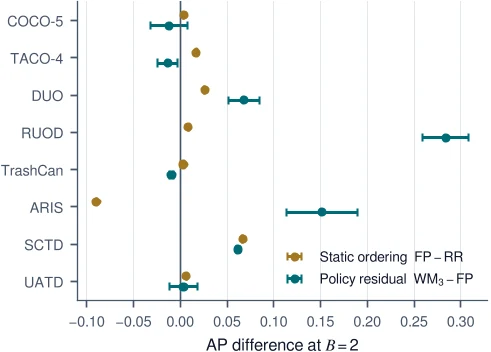 COCO-5
TACO-4
DUO
RUOD
TrashCan
ARIS
SCTD
UATD
Static ordering FP – RR
Policy residual WM₃ – FP
−0.10 −0.05 0.00 0.05 0.10 0.15 0.20 0.25 0.30
AP difference at B = 2